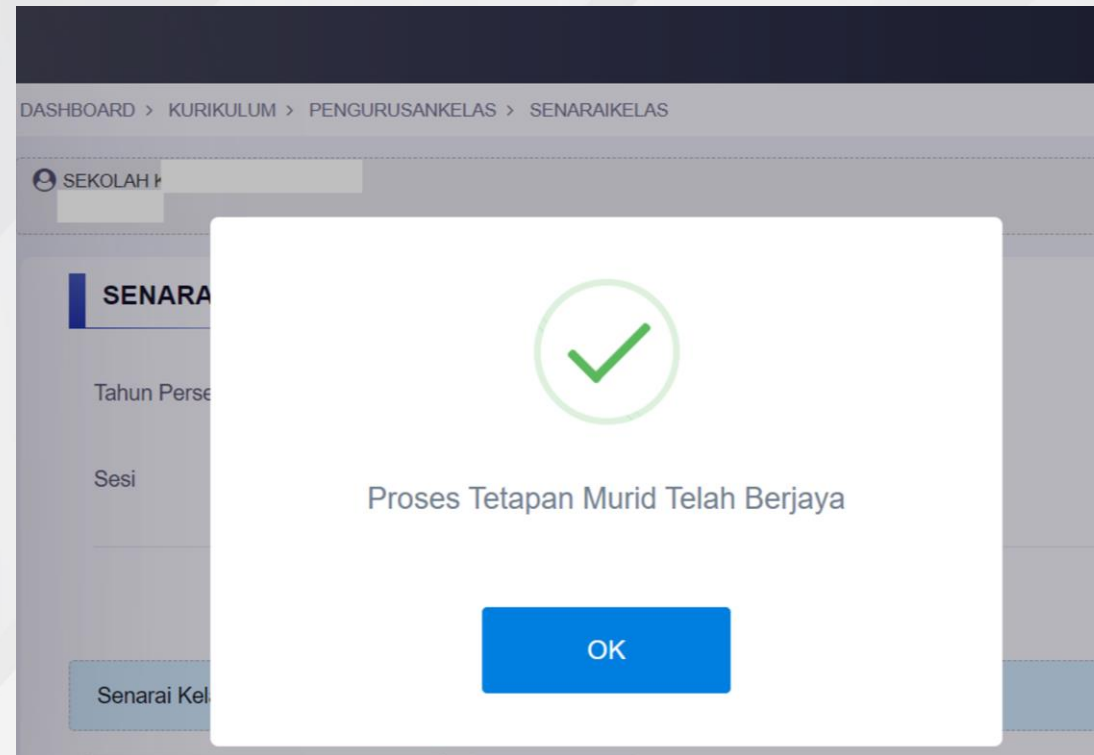 DASHBOARD > KURIKULUM > PENGURUSANKELAS > SENARAIKELAS
SEKOLAH
SENARA
Tahun Perse
Sesi
Proses Tetapan Murid Telah Berjaya
OK
Senarai Kel